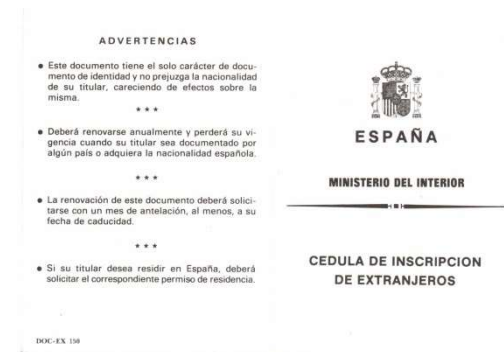 ADVERTENCIAS
● Este documento tiene el solo carácter de docu-
mento de identidad y no prejuzga la nacionalidad
de su titular, careciendo de efectos sobre la
misma.
* * *
● Deberá renovarse anualmente y perderá su vi-
gencia cuando su titular sea documentado por
algún país o adquiera la nacionalidad española.
* * *
● La renovación de este documento deberá solici-
tarse con un mes de antelación, al menos, a su
fecha de caducidad.
* * *
● Si su titular desea residir en España, deberá
solicitar el correspondiente permiso de residencia.
DOC-EX 150
ESPAÑA
MINISTERIO DEL INTERIOR
CEDULA DE INSCRIPCION
DE EXTRANJEROS